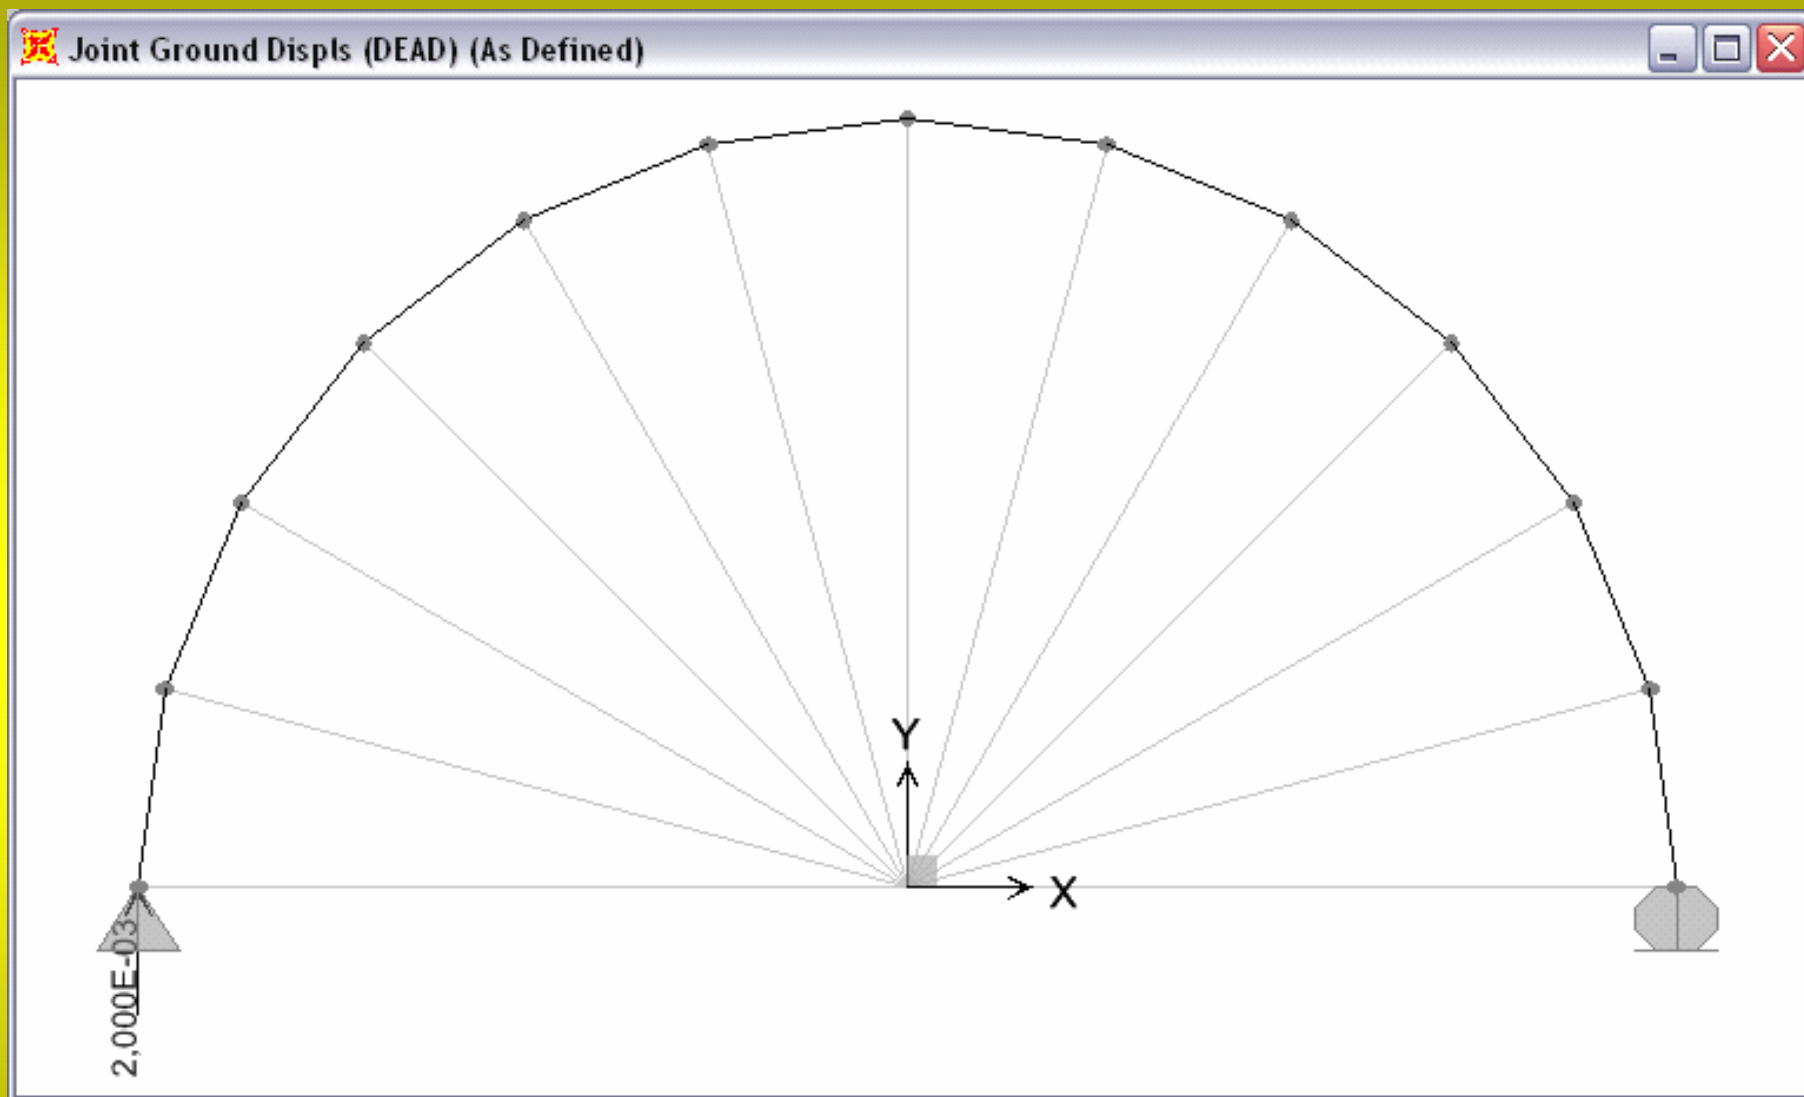 Joint Ground Displs (DEAD) (As Defined)
Y
X
2,000E-03